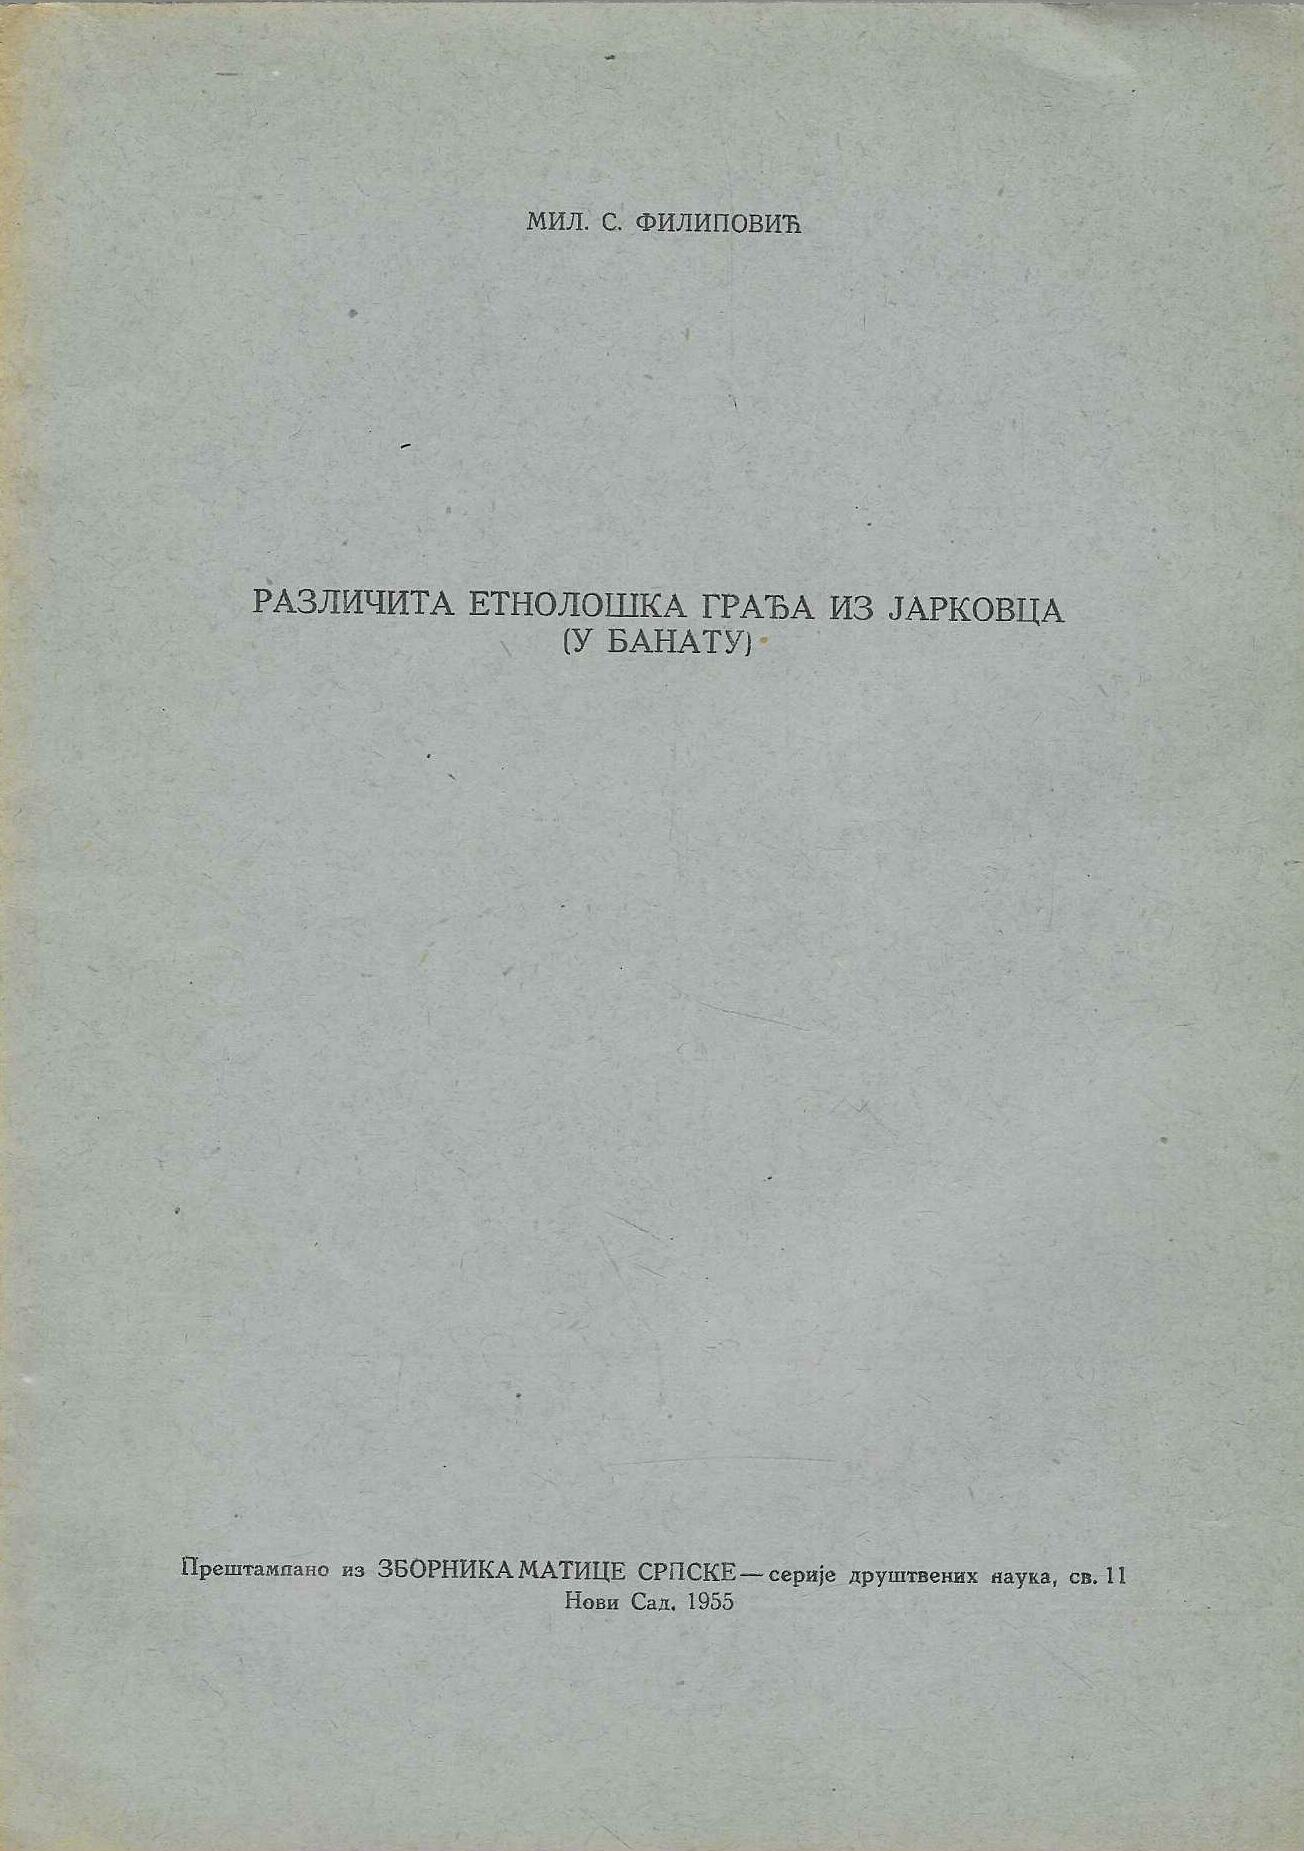 МИЛ. С. ФИЛИПОВИЋ
РАЗЛИЧИТА ЕТНОЛОШКА ГРАЂА ИЗ ЈАРКОВЦА
(У БАНАТУ)
Прештампано из ЗБОРНИКА МАТИЦЕ СРПСКЕ — серије друштвених наука, св. 11
Нови Сад, 1955